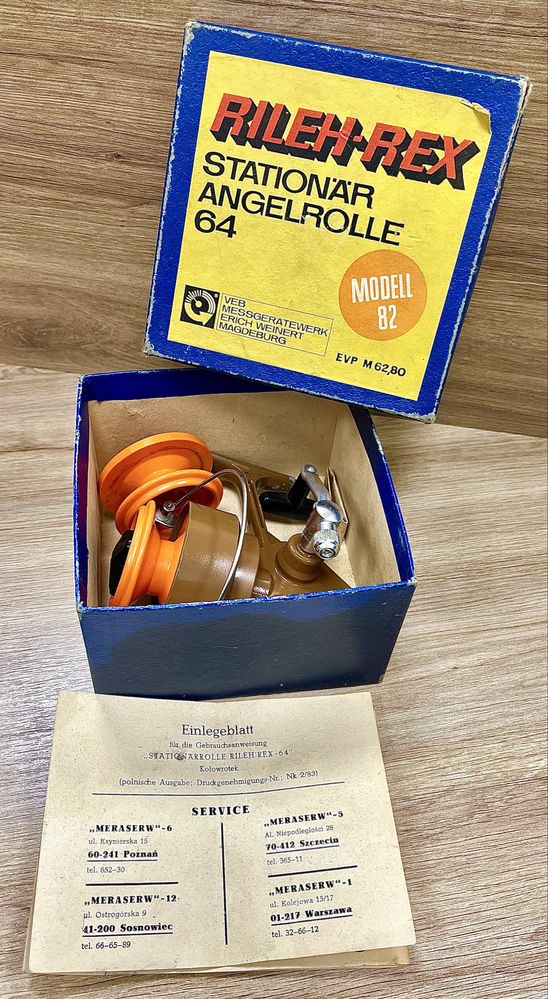 RILEH-REX
STATIONÄR
ANGELROLLE
64
MODELL
82
VEB
MESSGERÄTEWERK
ERICH WEINERT
MAGDEBURG
EVP M 62,80
Einlegeblatt
für die Gebrauchsanweisung
„STATIONÄRROLLE RILEH REX-64"
Kołowrotek
(polnische Ausgabe: Druckgenehmigungs-Nr.: Nk 2/83)
SERVICE
„MERASERW"-6
ul. Ksynierska 15
60-241 Poznań
tel. 652-30
„MERASERW"-12
ul. Ostrogórska 9
41-200 Sosnowiec
tel. 66-65-89
„MERASERW"-5
Al. Niepodległości 28
70-412 Szczecin
tel. 365-11
„MERASERW"-1
ul. Kolejowa 15/17
01-217 Warszawa
tel. 32-66-12